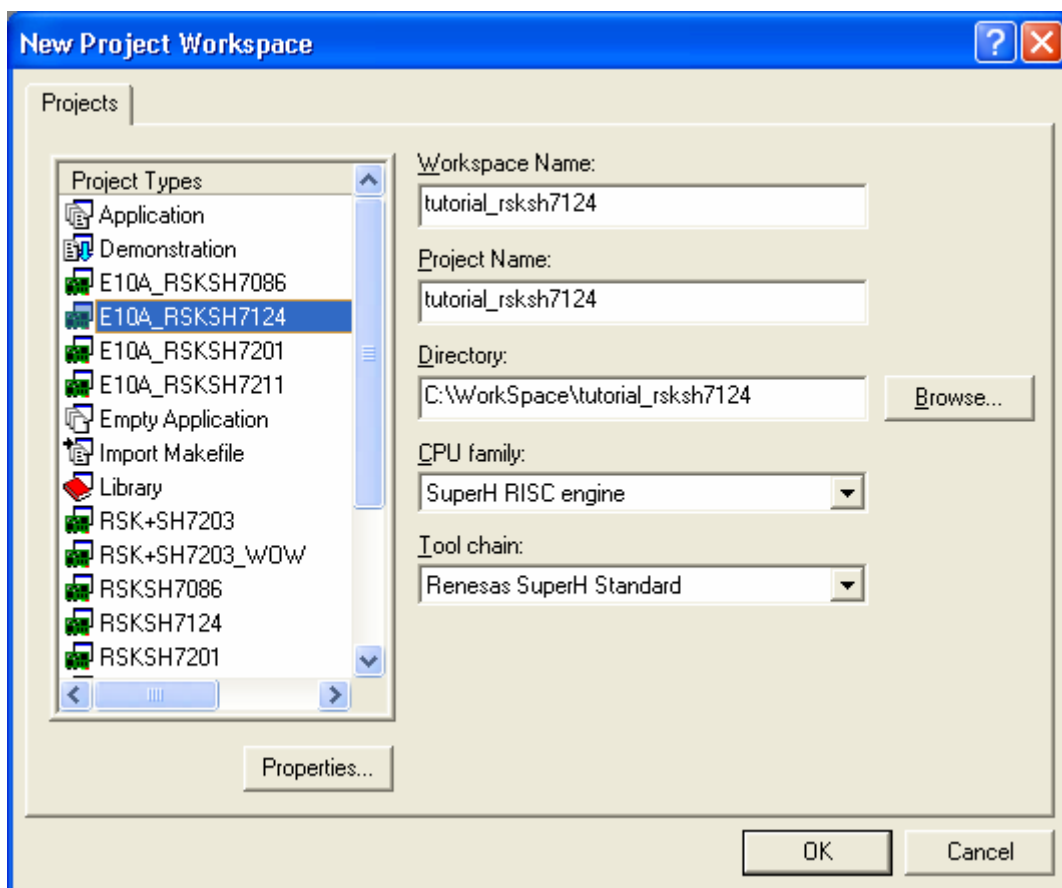 New Project Workspace
Projects
Project Types
Application
Demonstration
E10A_RSKSH7086
E10A_RSKSH7124
E10A_RSKSH7201
E10A_RSKSH7211
Empty Application
Import Makefile
Library
RSK+SH7203
RSK+SH7203_WOW
RSKSH7086
RSKSH7124
RSKSH7201
Properties...
Workspace Name:
tutorial_rsksh7124
Project Name:
tutorial_rsksh7124
Directory:
C:\WorkSpace\tutorial_rsksh7124
Browse...
CPU family:
SuperH RISC engine
Tool chain:
Renesas SuperH Standard
OK
Cancel